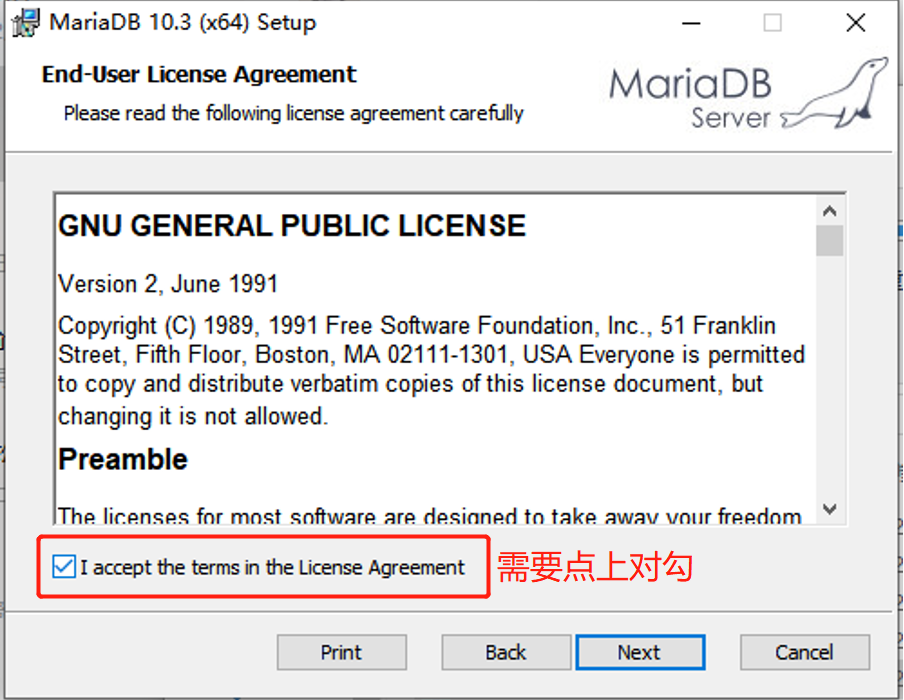 MariaDB 10.3 (x64) Setup
End-User License Agreement
Please read the following license agreement carefully
MariaDB
Server
GNU GENERAL PUBLIC LICENSE
Version 2, June 1991
Copyright (C) 1989, 1991 Free Software Foundation, Inc., 51 Franklin
Street, Fifth Floor, Boston, MA 02111-1301, USA Everyone is permitted
to copy and distribute verbatim copies of this license document, but
changing it is not allowed.
Preamble
The licenses for most software are designed to take away your freedom
I accept the terms in the License Agreement 需要点上对勾
Print Back Next Cancel